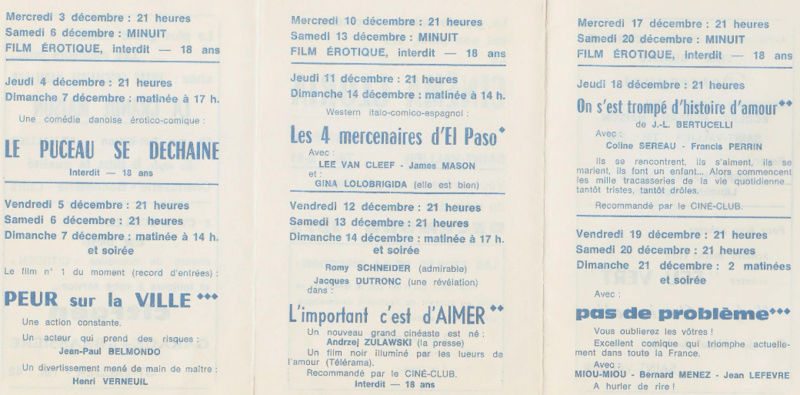 Mercredi 3 décembre : 21 heures
Samedi 6 décembre : MINUIT
FILM ÉROTIQUE, interdit — 18 ans
Jeudi 4 décembre : 21 heures
Dimanche 7 décembre : matinée à 17 h.
Une comédie danoise érotico-comique :
LE PUCEAU SE DECHAINE
Interdit — 18 ans
Vendredi 5 décembre : 21 heures
Samedi 6 décembre : 21 heures
Dimanche 7 décembre : matinée à 14 h.
et soirée
Le film n° 1 du moment (record d'entrées) :
PEUR sur la VILLE ♦♦♦
Une action constante.
Un acteur qui prend des risques :
Jean-Paul BELMONDO
Un divertissement mené de main de maître :
Henri VERNEUIL
Mercredi 10 décembre : 21 heures
Samedi 13 décembre : MINUIT
FILM ÉROTIQUE, interdit — 18 ans
Jeudi 11 décembre : 21 heures
Dimanche 14 décembre : matinée à 14 h.
Western italo-comico-espagnol :
Les 4 mercenaires d'El Paso♦
Avec :
LEE VAN CLEEF - James MASON
et :
GINA LOLOBRIGIDA (elle est bien)
Vendredi 12 décembre : 21 heures
Samedi 13 décembre : 21 heures
Dimanche 14 décembre : matinée à 17 h.
et soirée
Romy SCHNEIDER (admirable)
Jacques DUTRONC (une révélation)
dans :
L'important c'est d'AIMER ♦♦
Un nouveau grand cinéaste est né :
Andrzej ZULAWSKI (la presse)
Un film noir illuminé par les lueurs de
l'amour (Télérama).
Recommandé par le CINÉ-CLUB.
Interdit — 18 ans
Mercredi 17 décembre : 21 heures
Samedi 20 décembre : MINUIT
FILM ÉROTIQUE, interdit — 18 ans
Jeudi 18 décembre : 21 heures
On s'est trompé d'histoire d'amour♦♦
de J.-L. BERTUCELLI
Avec :
Coline SEREAU - Francis PERRIN
Ils se rencontrent, ils s'aiment, ils se
marient, ils font un enfant... Alors commencent
les mille tracasseries de la vie quotidienne...
tantôt tristes, tantôt drôles.
Recommandé par le CINÉ-CLUB.
Vendredi 19 décembre : 21 heures
Samedi 20 décembre : 21 heures
Dimanche 21 décembre : 2 matinées
et soirée
Avec :
pas de problème♦♦♦
Vous oublierez les vôtres !
Excellent comique qui triomphe actuelle-
ment dans toute la France.
Avec :
MIOU-MIOU - Bernard MENEZ - Jean LEFEVRE
A hurler de rire !